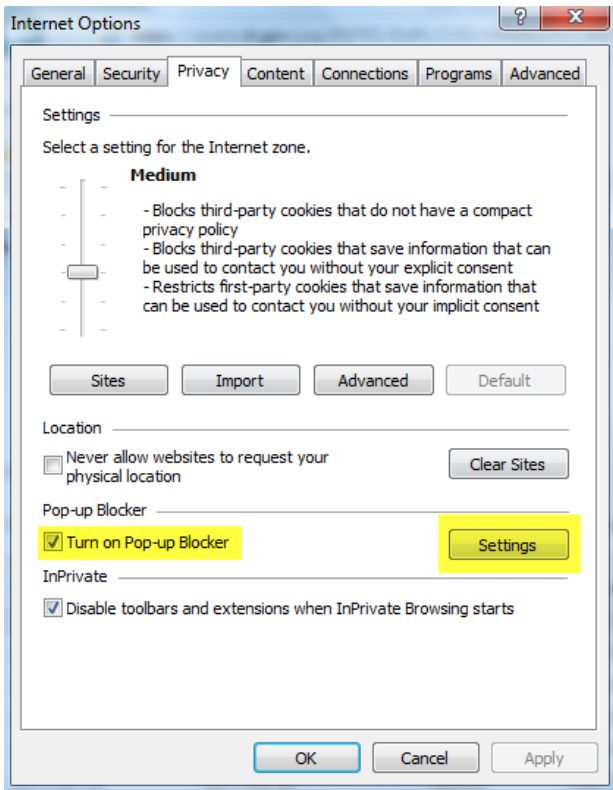 Internet Options
?
X
General Security Privacy Content Connections Programs Advanced
Settings
Select a setting for the Internet zone.
Medium
- Blocks third-party cookies that do not have a compact
privacy policy
- Blocks third-party cookies that save information that can
be used to contact you without your explicit consent
- Restricts first-party cookies that save information that
can be used to contact you without your implicit consent
Sites Import Advanced Default
Location
Never allow websites to request your
physical location
Clear Sites
Pop-up Blocker
Turn on Pop-up Blocker
Settings
InPrivate
Disable toolbars and extensions when InPrivate Browsing starts
OK Cancel Apply